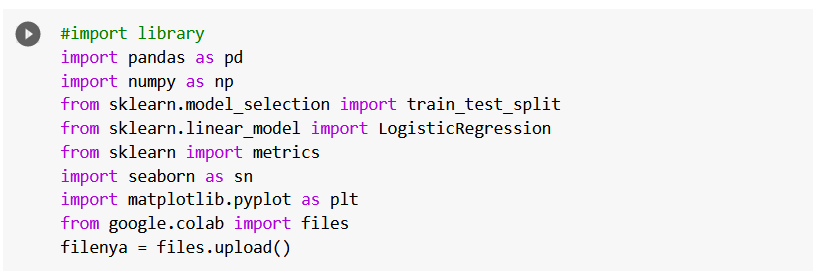 #import library
import pandas as pd
import numpy as np
from sklearn.model_selection import train_test_split
from sklearn.linear_model import LogisticRegression
from sklearn import metrics
import seaborn as sn
import matplotlib.pyplot as plt
from google.colab import files
filenya = files.upload()